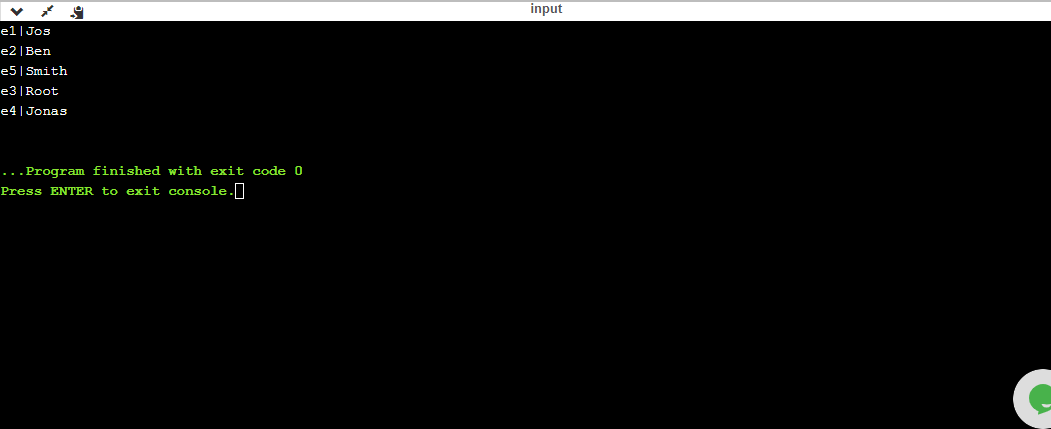 input
e1|Jos
e2|Ben
e5|Smith
e3|Root
e4|Jonas
...Program finished with exit code 0
Press ENTER to exit console.